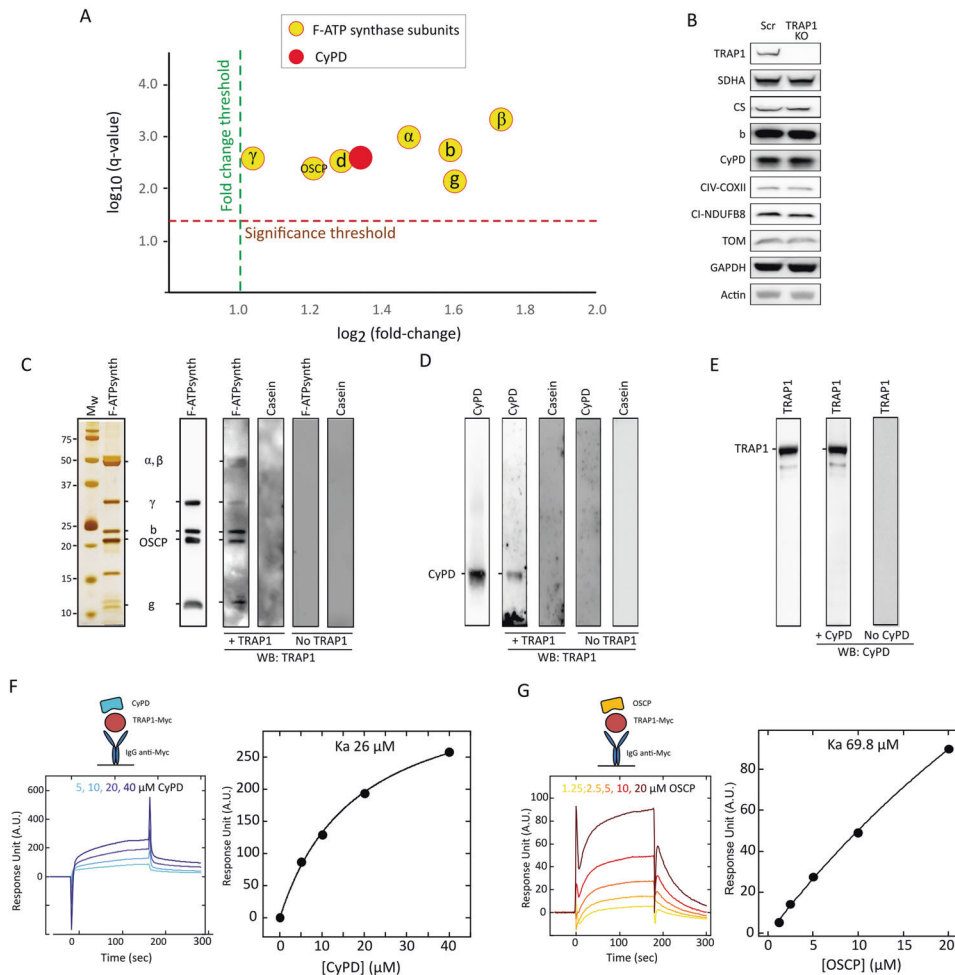 A
F-ATP synthase subunits
CyPD
4.0
3.0
2.0
1.0
log10 (q-value)
Fold change threshold
Significance threshold
γ
OSCP
d
α
b
g
β
1.0
1.2
1.4
1.6
1.8
2.0
log2 (fold-change)
B
Scr
TRAP1 KO
TRAP1
SDHA
CS
b
CyPD
CIV-COXII
CI-NDUFB8
TOM
GAPDH
Actin
C
Mw
F-ATPsynth
F-ATPsynth
F-ATPsynth
Casein
F-ATPsynth
Casein
75
50
37
25
20
15
10
α, β
γ
b
OSCP
g
+ TRAP1
No TRAP1
WB: TRAP1
D
CyPD
CyPD
Casein
CyPD
Casein
CyPD
+ TRAP1
No TRAP1
WB: TRAP1
E
TRAP1
TRAP1
TRAP1
TRAP1
+ CyPD
No CyPD
WB: CyPD
F
CyPD
TRAP1-Myc
IgG anti-Myc
5, 10, 20, 40 μM CyPD
600
400
200
0
Response Unit (A.U.)
0
100
200
300
Time (sec)
Ka 26 μM
250
200
150
100
50
0
Response Unit (A.U.)
0
10
20
30
40
[CyPD] (μM)
G
OSCP
TRAP1-Myc
IgG anti-Myc
1.25;2.5,5, 10, 20 μM OSCP
100
80
60
40
20
0
Response Unit (A.U.)
0
100
200
300
Time (sec)
Ka 69.8 μM
80
60
40
20
0
Response Unit (A.U.)
0
5
10
15
20
[OSCP] (μM)